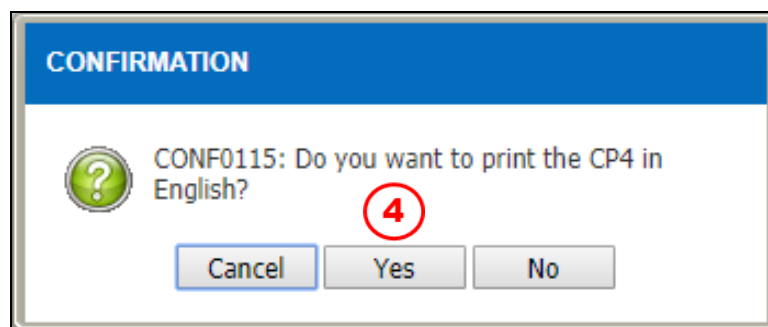 CONFIRMATION
CONF0115: Do you want to print the CP4 in
English?
4
Cancel Yes No